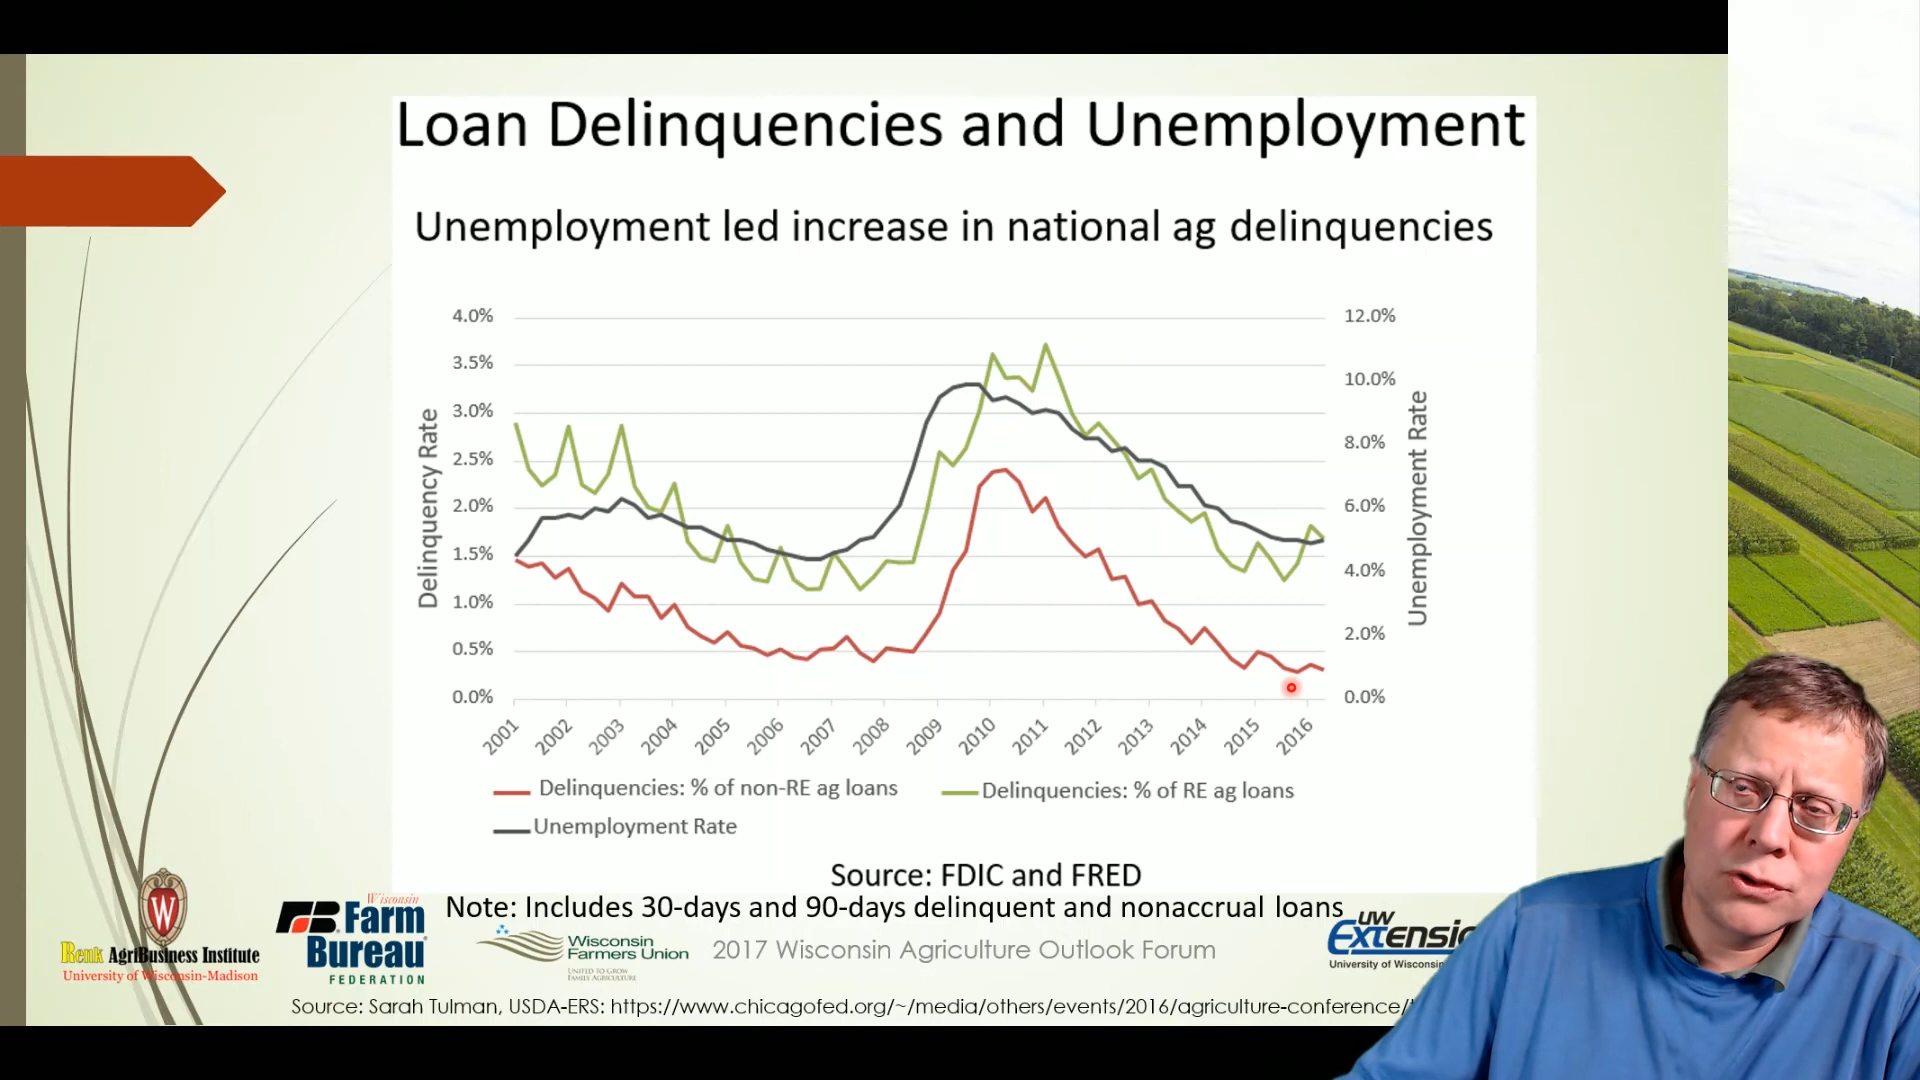 Loan Delinquencies and Unemployment
Unemployment led increase in national ag delinquencies
4.0%
3.5%
3.0%
2.5%
2.0%
1.5%
1.0%
0.5%
0.0%
Delinquency Rate
12.0%
10.0%
8.0%
6.0%
4.0%
2.0%
0.0%
Unemployment Rate
2001 2002 2003 2004 2005 2006 2007 2008 2009 2010 2011 2012 2013 2014 2015 2016
Delinquencies: % of non-RE ag loans
Delinquencies: % of RE ag loans
Unemployment Rate
Source: FDIC and FRED
Note: Includes 30-days and 90-days delinquent and nonaccrual loans
W
Renk AgriBusiness Institute
University of Wisconsin-Madison
Wisconsin
FB Farm
Bureau
FEDERATION
Wisconsin
Farmers Union
UNITED TO GROW
FAMILY AGRICULTURE
2017 Wisconsin Agriculture Outlook Forum
UW
Extensi
University of Wisconsin
Source: Sarah Tulman, USDA-ERS: https://www.chicagofed.org/~/media/others/events/2016/agriculture-conference/